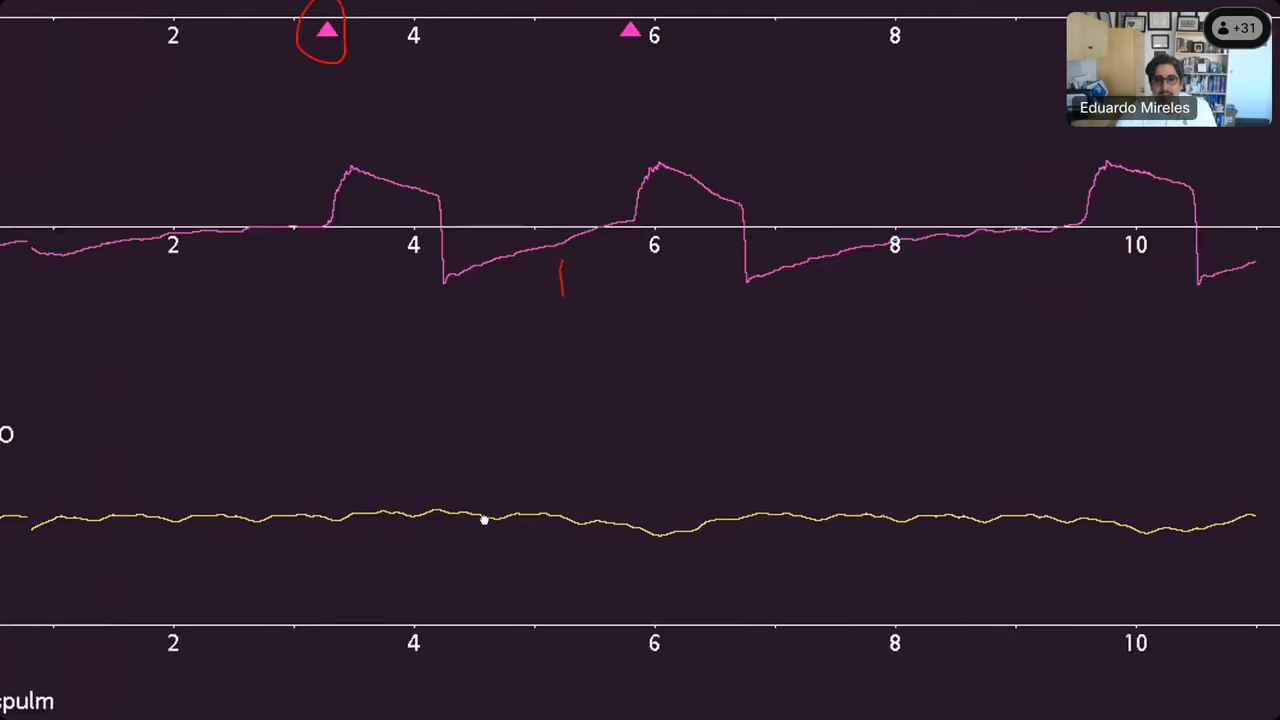 2 4 6 8
+31
Eduardo Mireles
2 4 6 8 10
O
2 4 6 8 10
spulm